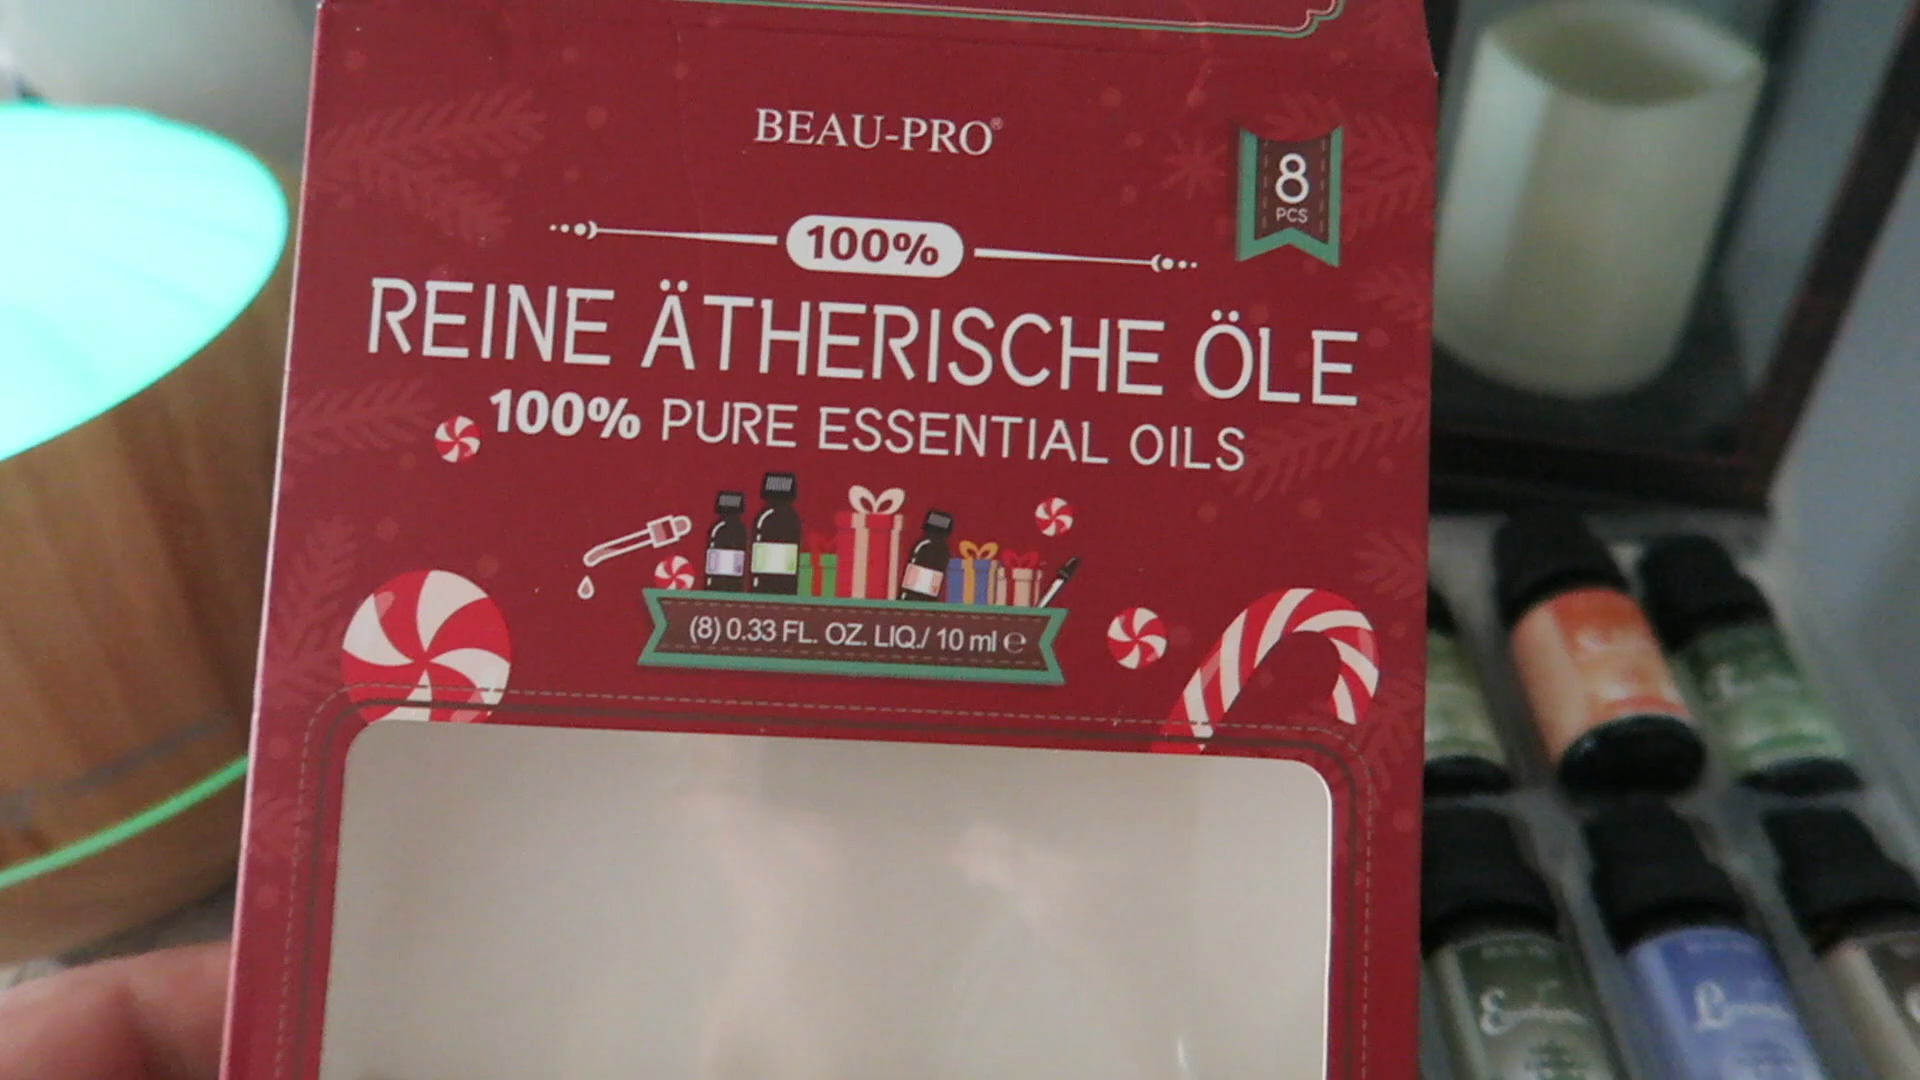 BEAU-PRO®
8
PCS
100%
REINE ÄTHERISCHE ÖLE
100% PURE ESSENTIAL OILS
(8) 0.33 FL. OZ. LIQ./ 10 ml ℮